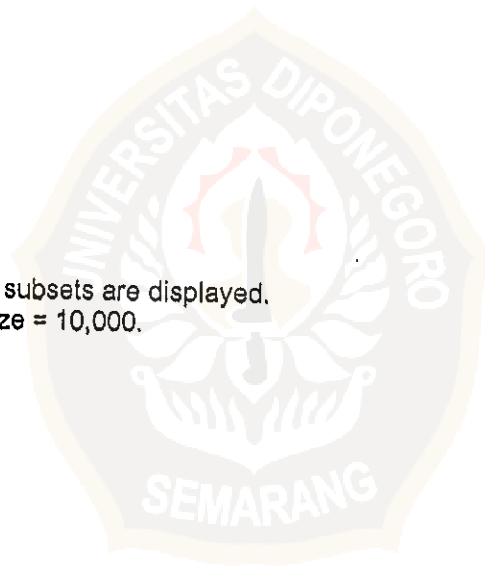 UNIVERSITAS DIPONEGORO
subsets are displayed.
ze = 10,000.
SEMARANG